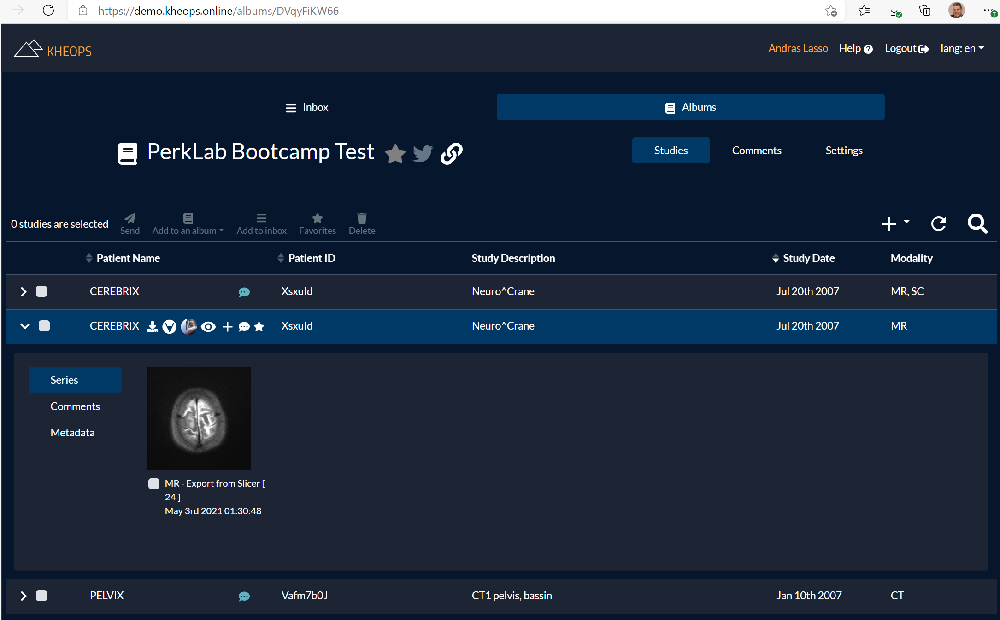 https://demo.kheops.online/albums/DVqyFiKW66
KHEOPS
Andras Lasso Help ? Logout lang: en
Inbox
Albums
PerkLab Bootcamp Test
Studies Comments Settings
0 studies are selected Send Add to an album Add to inbox Favorites Delete
Patient Name Patient ID Study Description Study Date Modality
CEREBRIX XsxuId Neuro^Crane Jul 20th 2007 MR, SC
CEREBRIX XsxuId Neuro^Crane Jul 20th 2007 MR
Series
Comments
Metadata
MR - Export from Slicer [
24 ]
May 3rd 2021 01:30:48
PELVIX Vafm7b0J CT1 pelvis, bassin Jan 10th 2007 CT